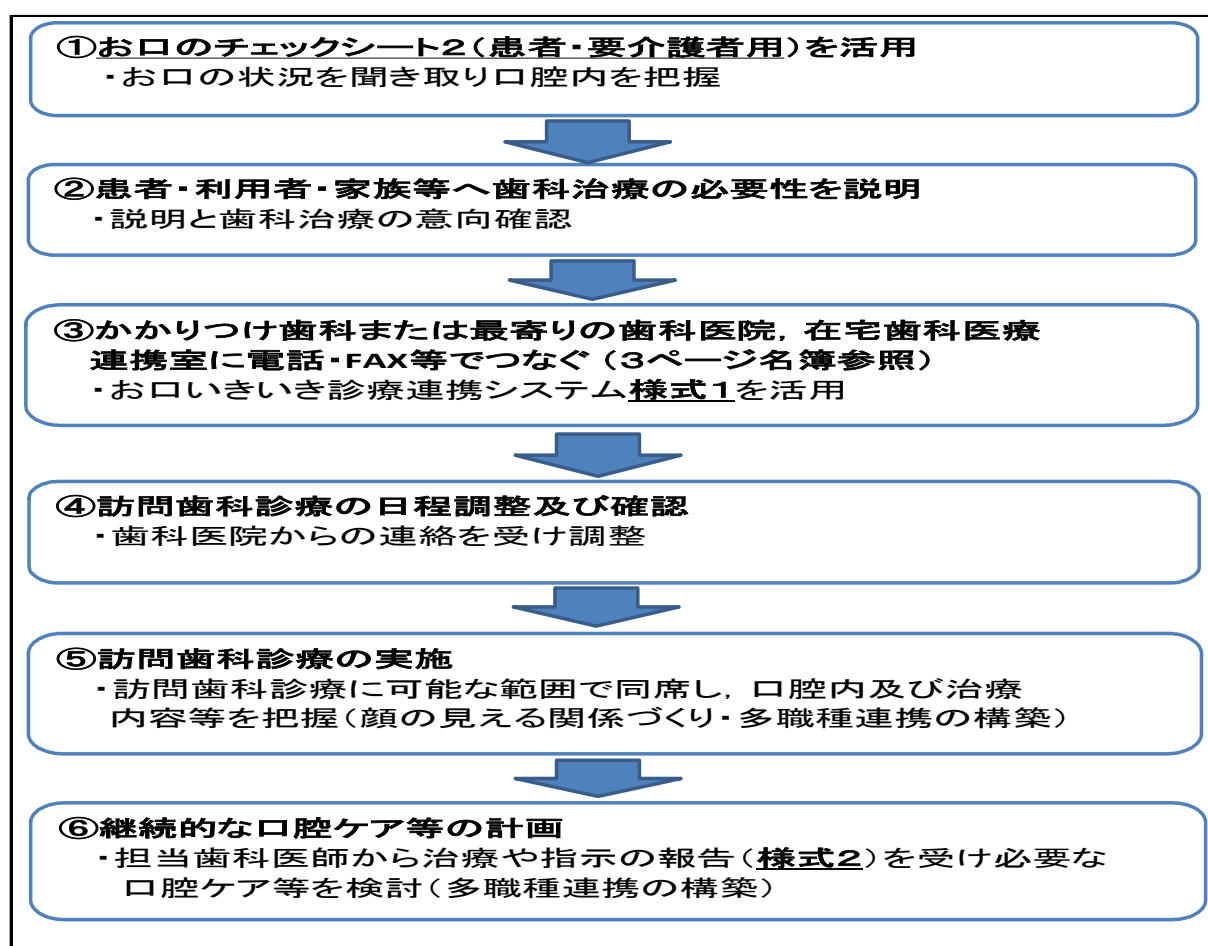 ①お口のチェックシート2(患者・要介護者用)を活用
・お口の状況を聞き取り口腔内を把握
②患者・利用者・家族等へ歯科治療の必要性を説明
・説明と歯科治療の意向確認
③かかりつけ歯科または最寄りの歯科医院,在宅歯科医療
連携室に電話・FAX等でつなぐ(3ページ名簿参照)
・お口いきいき診療連携システム様式1を活用
④訪問歯科診療の日程調整及び確認
・歯科医院からの連絡を受け調整
⑤訪問歯科診療の実施
・訪問歯科診療に可能な範囲で同席し,口腔内及び治療
内容等を把握(顔の見える関係づくり・多職種連携の構築)
⑥継続的な口腔ケア等の計画
・担当歯科医師から治療や指示の報告(様式2)を受け必要な
口腔ケア等を検討(多職種連携の構築)